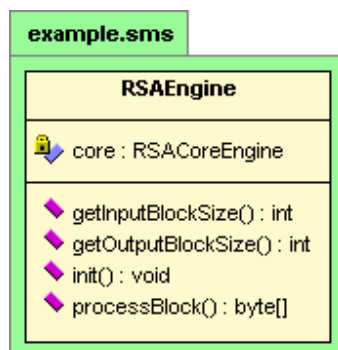 example.sms
RSAEngine
core : RSACoreEngine
getInputBlockSize() : int
getOutputBlockSize() : int
init() : void
processBlock() : byte[]